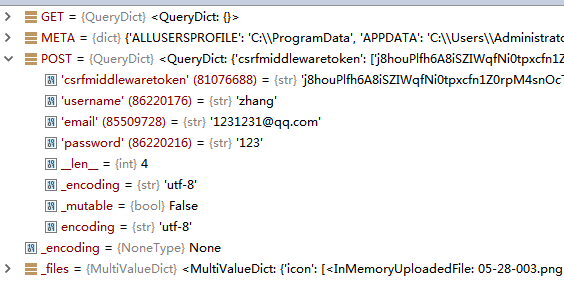 GET = {QueryDict} <QueryDict: {}>
META = {dict} {'ALLUSERSPROFILE': 'C:\\ProgramData', 'APPDATA': 'C:\\Users\\Administrato
POST = {QueryDict} <QueryDict: {'csrfmiddlewaretoken': ['j8houPlfh6A8iSZIWqfNi0tpxcfn1Z
'csrfmiddlewaretoken' (81076688) = {str} 'j8houPlfh6A8iSZIWqfNi0tpxcfn1Z0rpM4snOcT
'username' (86220176) = {str} 'zhang'
'email' (85509728) = {str} '1231231@qq.com'
'password' (86220216) = {str} '123'
__len__ = {int} 4
_encoding = {str} 'utf-8'
_mutable = {bool} False
encoding = {str} 'utf-8'
_encoding = {NoneType} None
_files = {MultiValueDict} <MultiValueDict: {'icon': [<InMemoryUploadedFile: 05-28-003.png